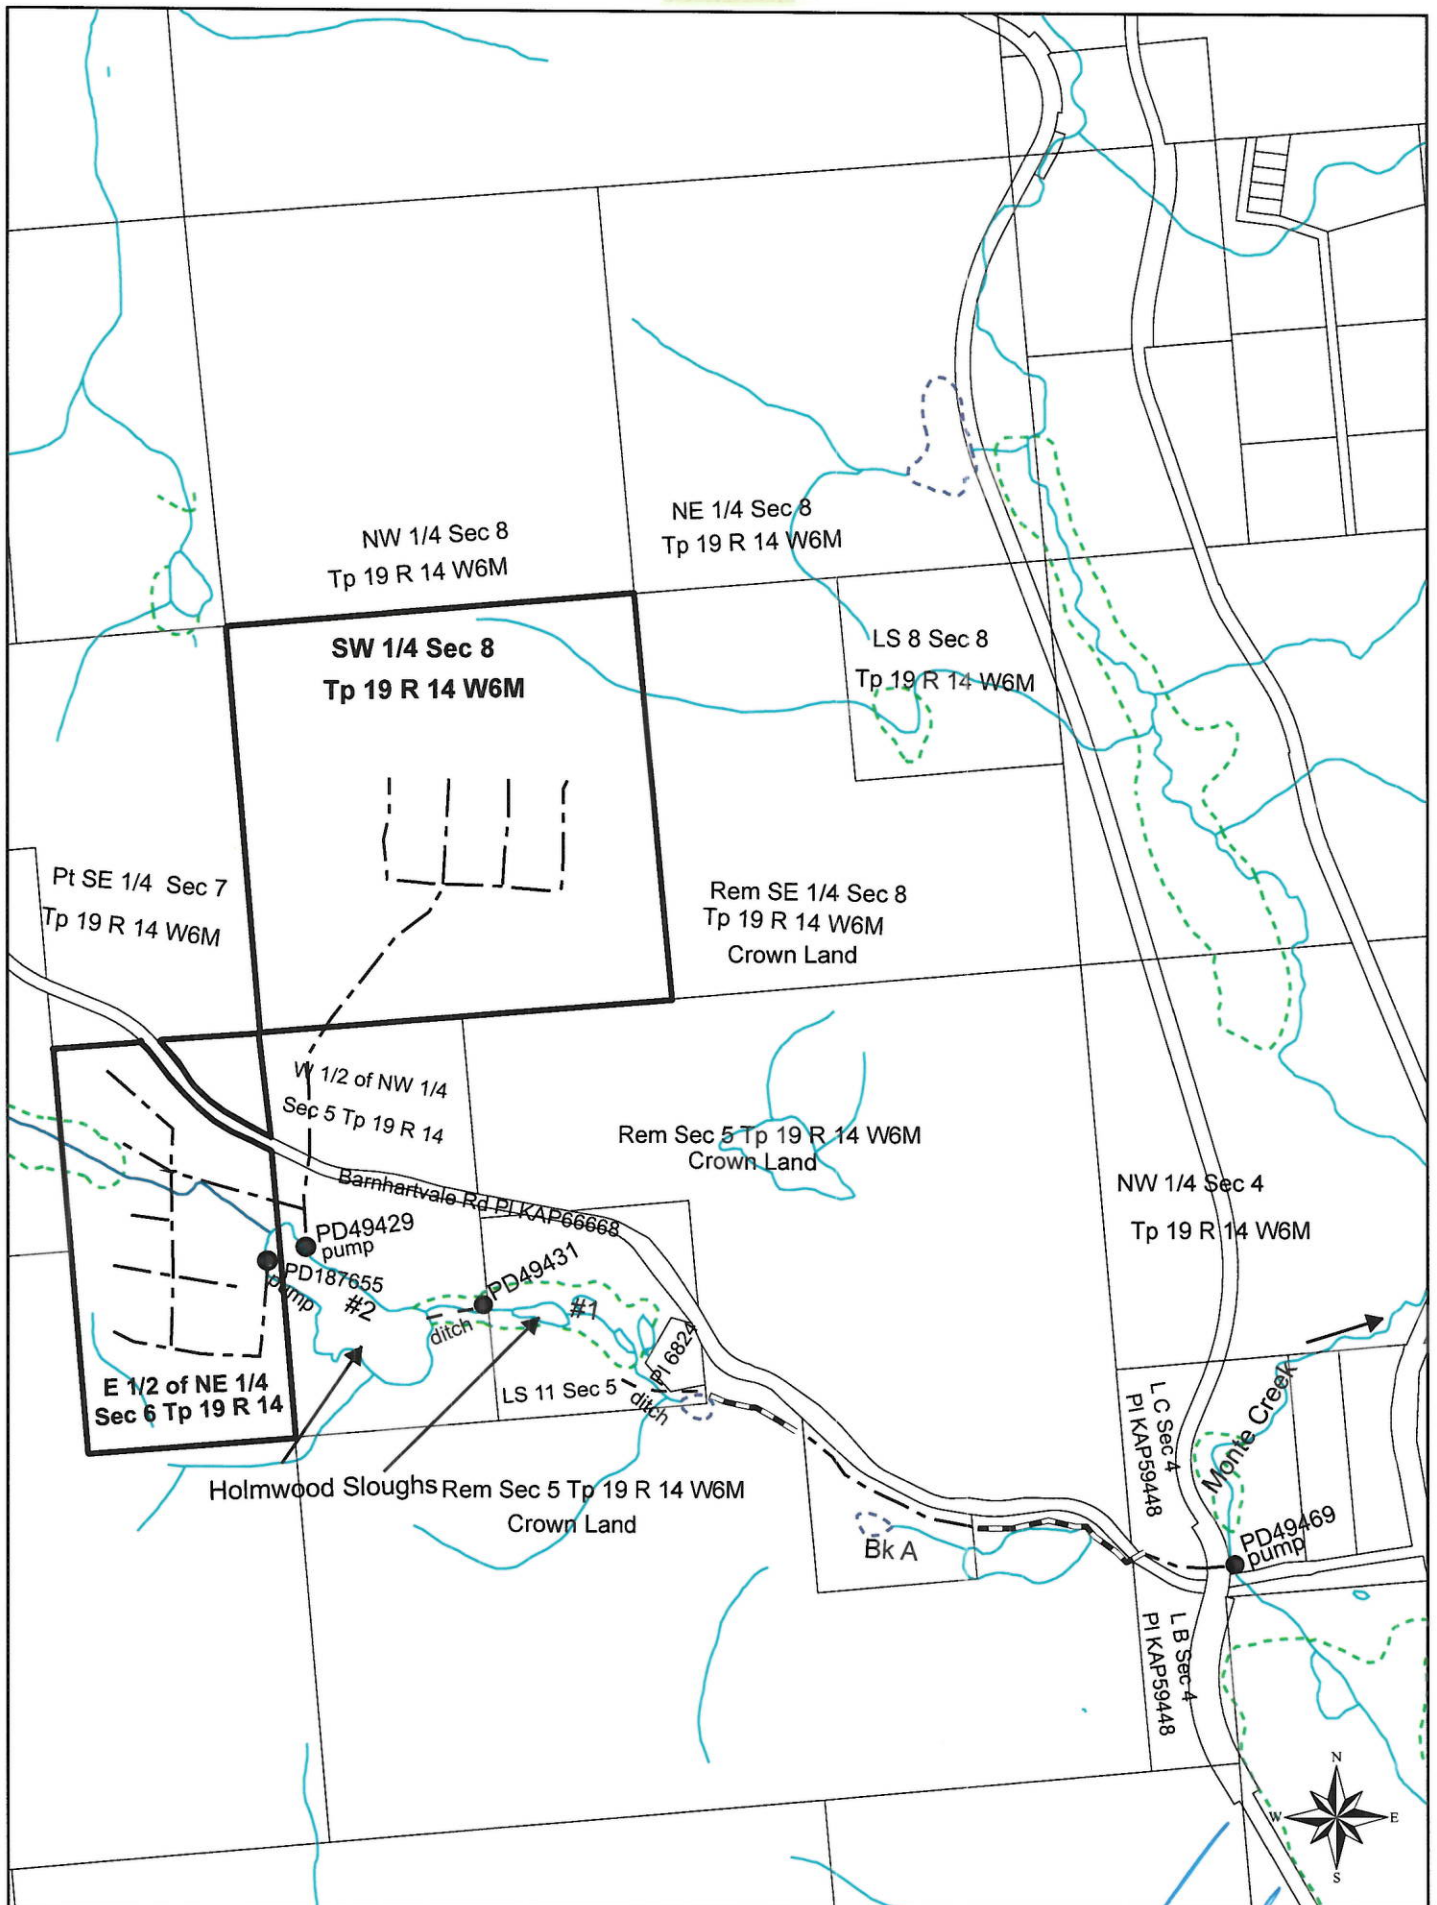 NW 1/4 Sec 8
Tp 19 R 14 W6M
NE 1/4 Sec 8
Tp 19 R 14 W6M
SW 1/4 Sec 8
Tp 19 R 14 W6M
LS 8 Sec 8
Tp 19 R 14 W6M
Pt SE 1/4 Sec 7
Tp 19 R 14 W6M
Rem SE 1/4 Sec 8
Tp 19 R 14 W6M
Crown Land
W 1/2 of NW 1/4
Sec 5 Tp 19 R 14
Rem Sec 5 Tp 19 R 14 W6M
Crown Land
Barnhartvale Rd Pl KAP66668
NW 1/4 Sec 4
Tp 19 R 14 W6M
PD49429
pump
PD187655
pump
#2
PD49431
#1
ditch
Pl 6824
LS 11 Sec 5
ditch
E 1/2 of NE 1/4
Sec 6 Tp 19 R 14
Holmwood Sloughs
Rem Sec 5 Tp 19 R 14 W6M
Crown Land
Bk A
L C Sec 4
Pl KAP59448
Monte Creek
PD49469
pump
L B Sec 4
Pl KAP59448
N
W
E
S